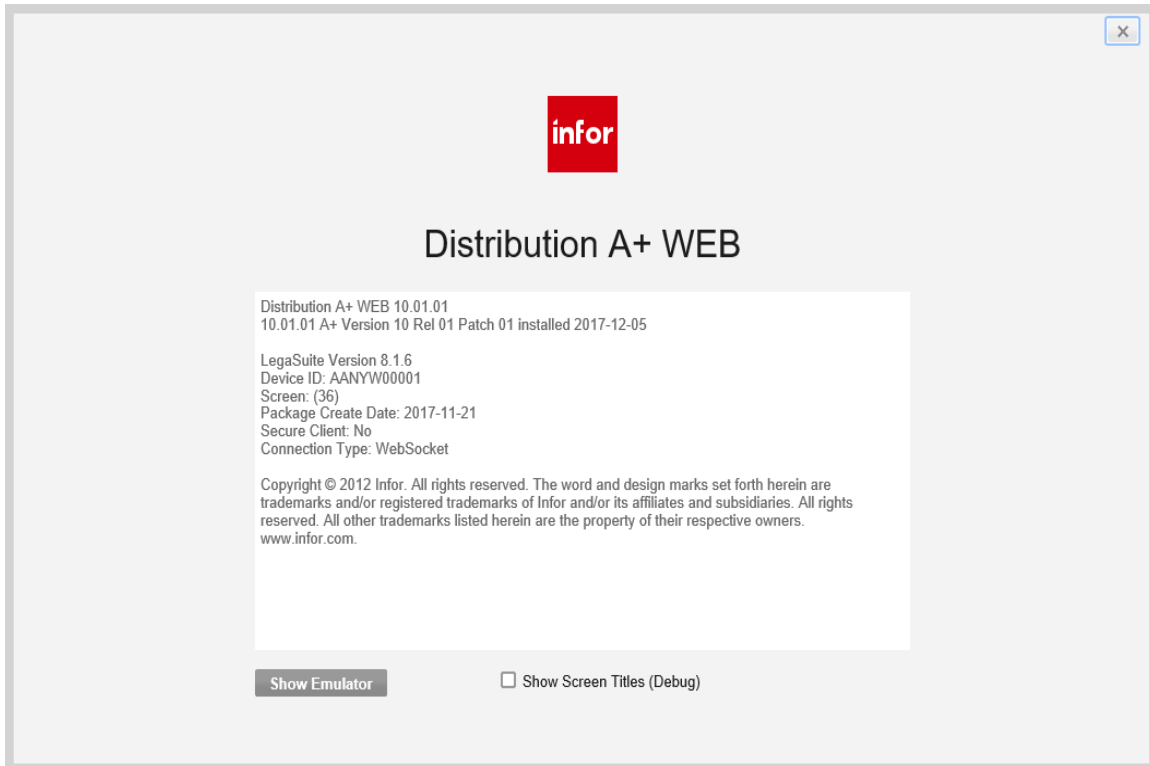 infor
Distribution A+ WEB
Distribution A+ WEB 10.01.01
10.01.01 A+ Version 10 Rel 01 Patch 01 installed 2017-12-05
LegaSuite Version 8.1.6
Device ID: AANYW00001
Screen: (36)
Package Create Date: 2017-11-21
Secure Client: No
Connection Type: WebSocket
Copyright © 2012 Infor. All rights reserved. The word and design marks set forth herein are
trademarks and/or registered trademarks of Infor and/or its affiliates and subsidiaries. All rights
reserved. All other trademarks listed herein are the property of their respective owners.
www.infor.com.
Show Emulator
Show Screen Titles (Debug)